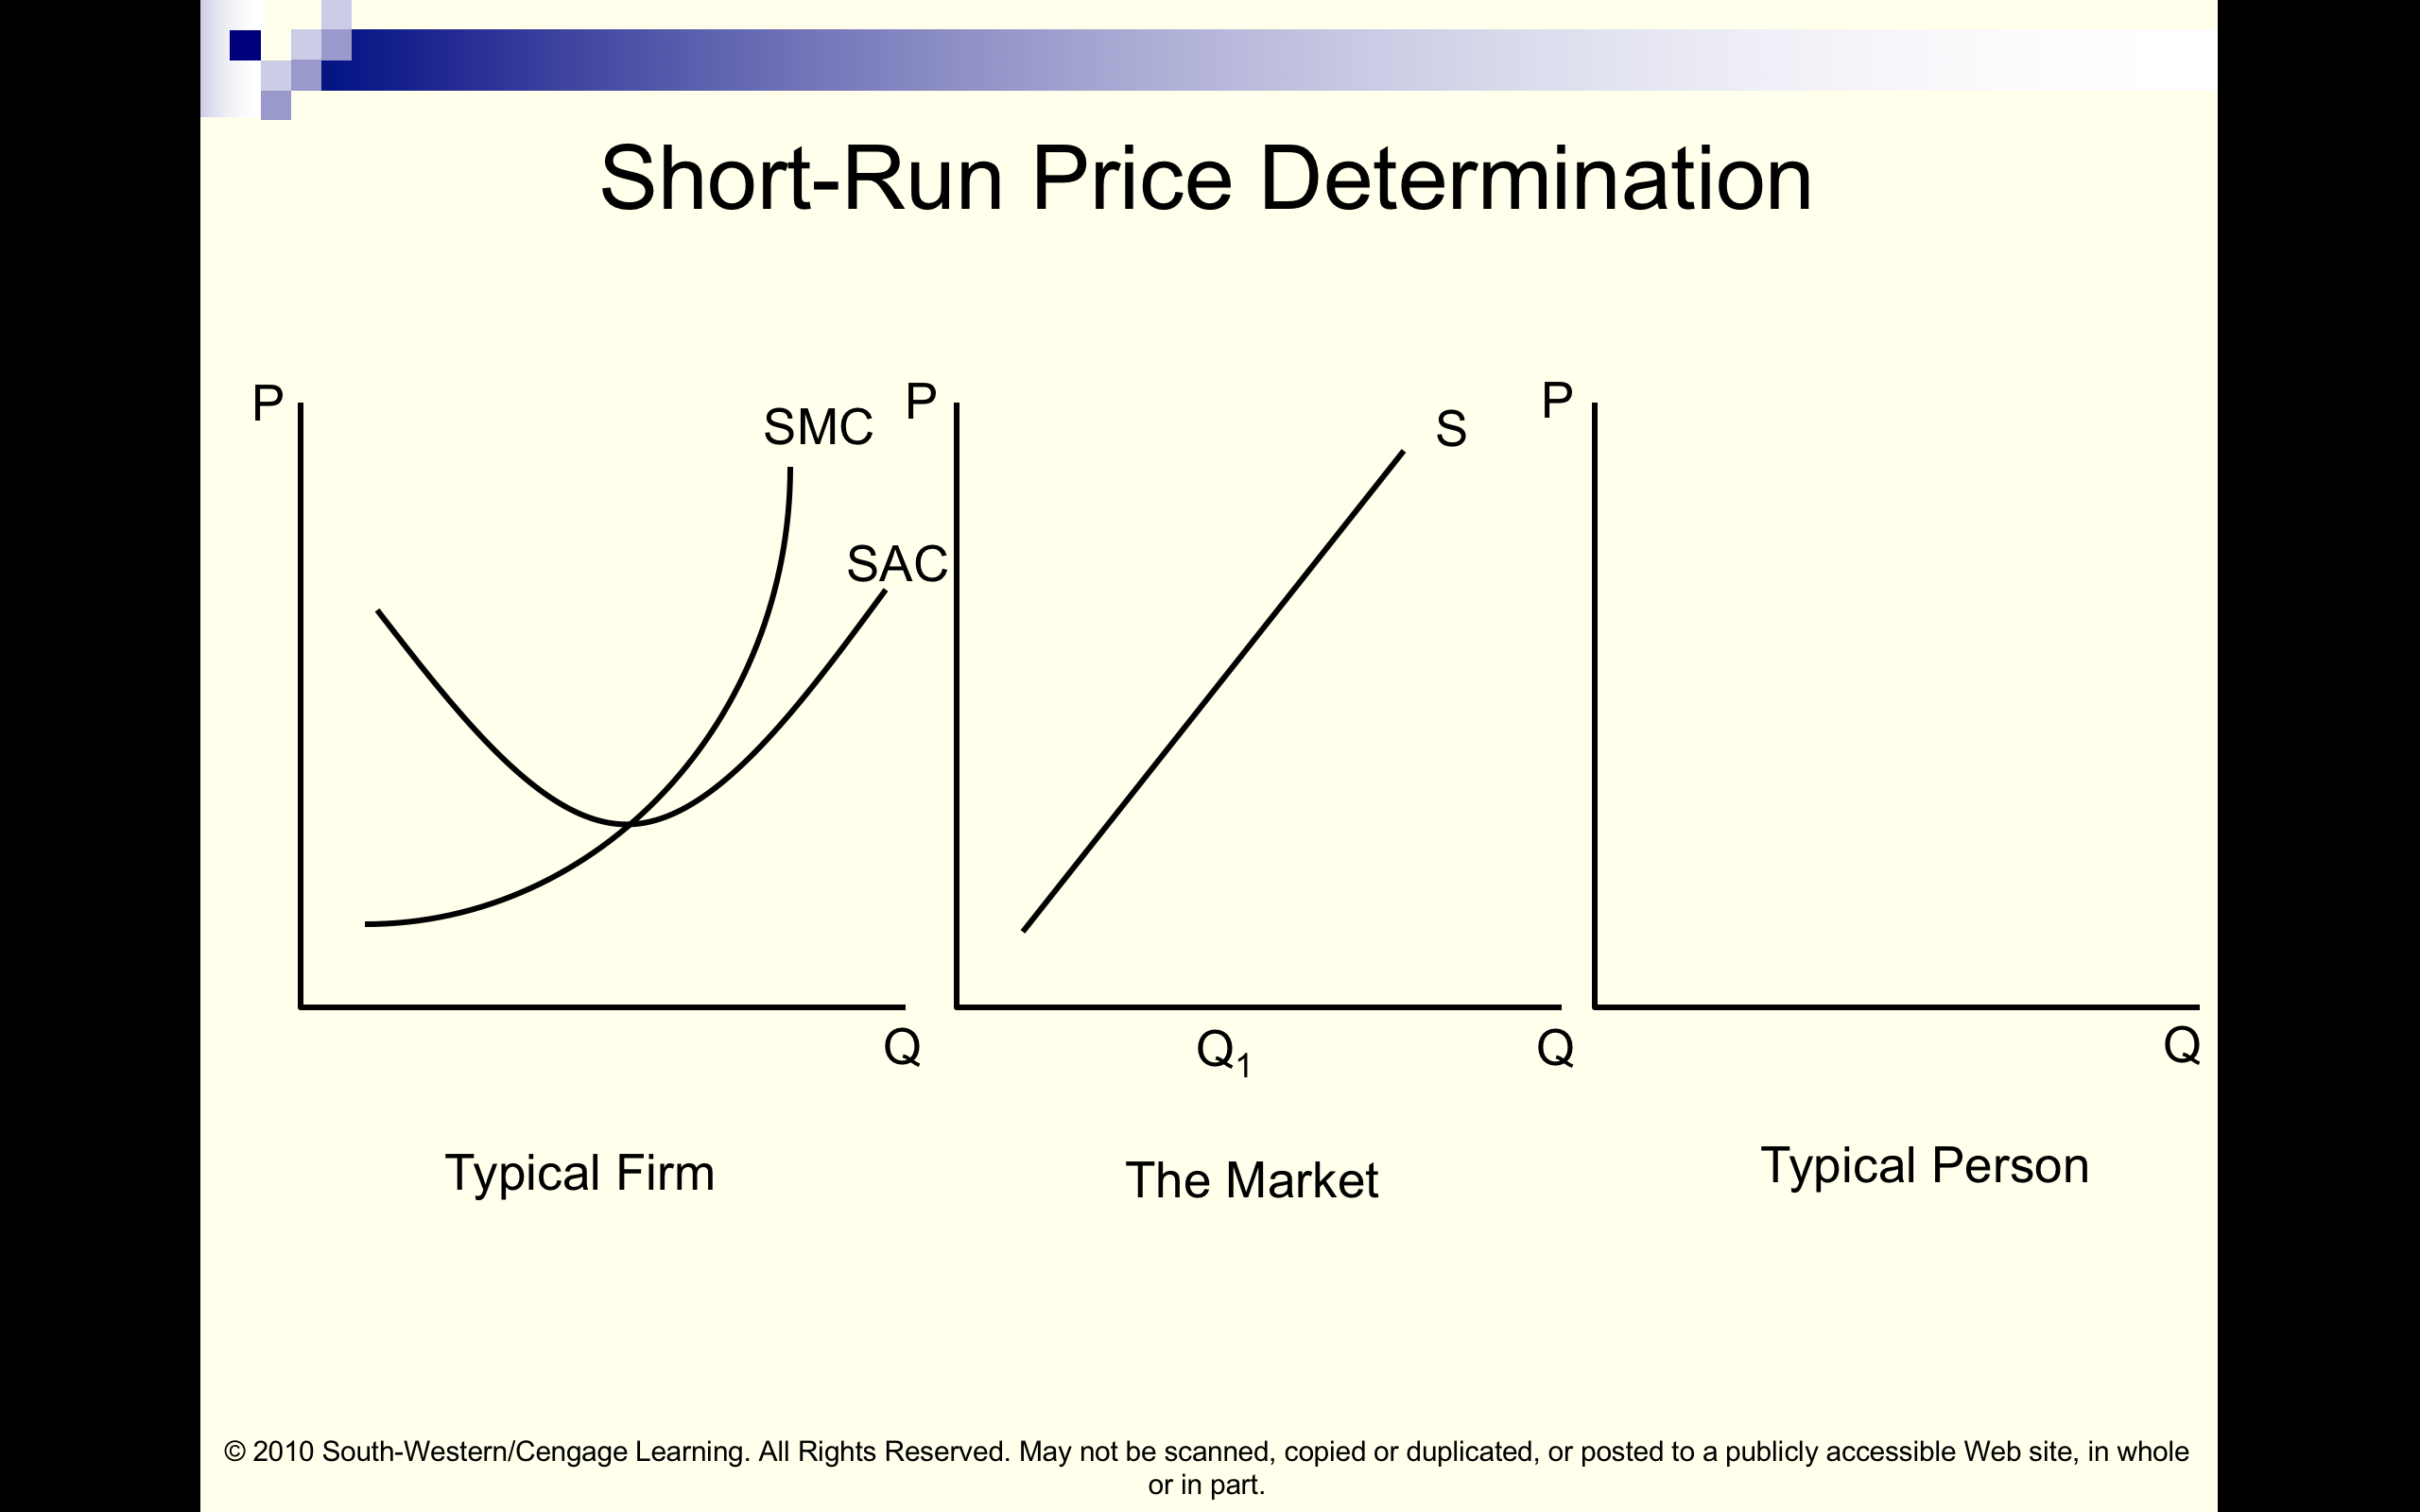 Short-Run Price Determination
P
SMC
SAC
Q
Typical Firm
P
S
Q1
Q
The Market
P
Q
Typical Person
© 2010 South-Western/Cengage Learning. All Rights Reserved. May not be scanned, copied or duplicated, or posted to a publicly accessible Web site, in whole
or in part.